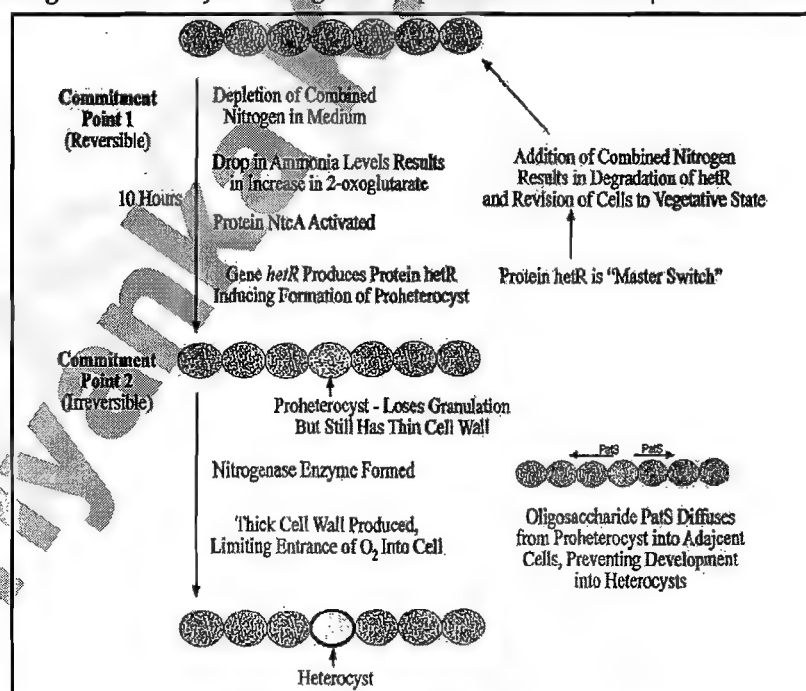 Commitment
Point 1
(Reversible)
Depletion of Combined
Nitrogen in Medium
Drop in Ammonia Levels Results
in Increase in 2-oxoglutarate
10 Hours
Protein NtcA Activated
Gene hetR Produces Protein hetR
Inducing Formation of Proheterocyst
Addition of Combined Nitrogen
Results in Degradation of hetR
and Revision of Cells to Vegetative State
Protein hetR is "Master Switch"
Commitment
Point 2
(Irreversible)
Proheterocyst - Loses Granulation
But Still Has Thin Cell Wall
Nitrogenase Enzyme Formed
Thick Cell Wall Produced,
Limiting Entrance of O₂ Into Cell
PatS PatS
Oligosaccharide PatS Diffuses
from Proheterocyst into Adjacent
Cells, Preventing Development
into Heterocysts
Heterocyst